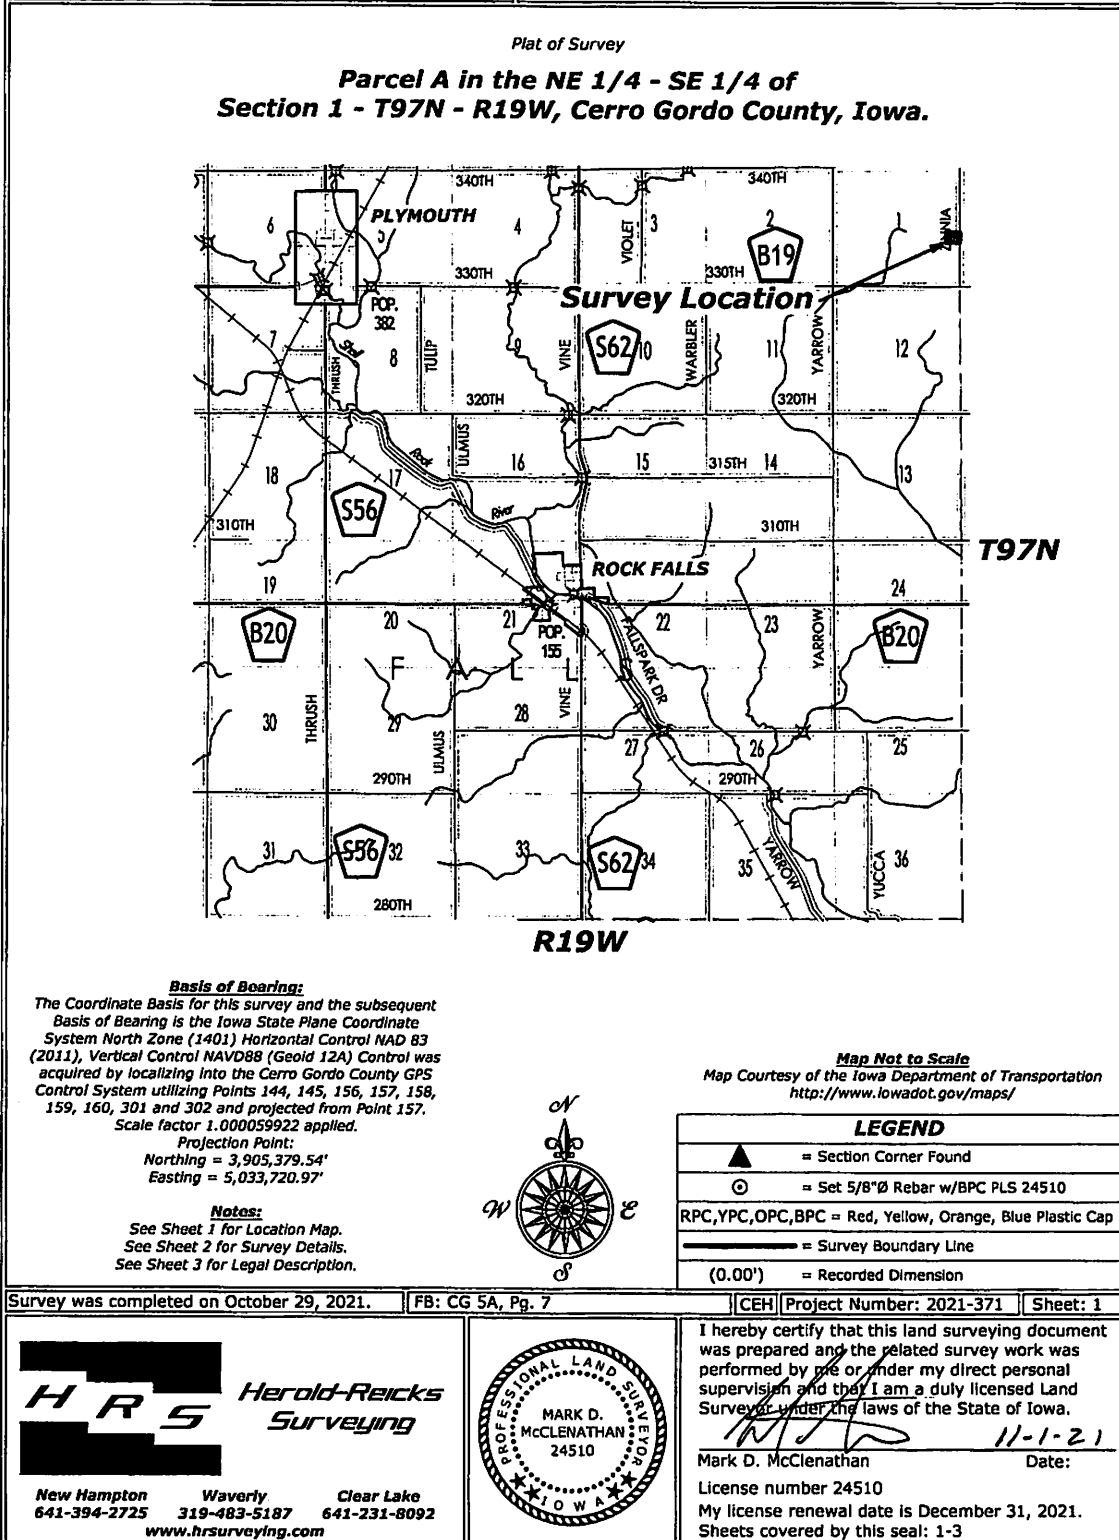 Plat of Survey
Parcel A in the NE 1/4 - SE 1/4 of
Section 1 - T97N - R19W, Cerro Gordo County, Iowa.
340TH
340TH
PLYMOUTH
6
5
4
VIOLET
3
2
1
B19
330TH
330TH
Survey Location
POP.
382
7
Shell
8
THRUSH
TULIP
9
VINE
S62
10
WARBLER
11
YARROW
12
320TH
320TH
ULMUS
Rock
18
17
16
15
315TH
14
13
S56
River
310TH
310TH
T97N
ROCK FALLS
19
24
B20
20
21
POP.
155
22
23
YARROW
B20
FALLSPARK DR
F A L L S
30
THRUSH
29
28
VINE
ULMUS
27
26
25
290TH
290TH
31
S56
32
33
S62
34
35
YARROW
YUCCA
36
280TH
R19W
Basis of Bearing:
The Coordinate Basis for this survey and the subsequent
Basis of Bearing is the Iowa State Plane Coordinate
System North Zone (1401) Horizontal Control NAD 83
(2011), Vertical Control NAVD88 (Geoid 12A) Control was
acquired by localizing into the Cerro Gordo County GPS
Control System utilizing Points 144, 145, 156, 157, 158,
159, 160, 301 and 302 and projected from Point 157.
Scale factor 1.000059922 applied.
Projection Point:
Northing = 3,905,379.54'
Easting = 5,033,720.97'
Notes:
See Sheet 1 for Location Map.
See Sheet 2 for Survey Details.
See Sheet 3 for Legal Description.
N
W E
S
Map Not to Scale
Map Courtesy of the Iowa Department of Transportation
http://www.iowadot.gov/maps/
LEGEND
= Section Corner Found
= Set 5/8"Ø Rebar w/BPC PLS 24510
RPC,YPC,OPC,BPC = Red, Yellow, Orange, Blue Plastic Cap
= Survey Boundary Line
(0.00') = Recorded Dimension
Survey was completed on October 29, 2021. FB: CG 5A, Pg. 7 CEH Project Number: 2021-371 Sheet: 1
HRS
Herold-Reicks
Surveying
New Hampton Waverly Clear Lake
641-394-2725 319-483-5187 641-231-8092
www.hrsurveying.com
PROFESSIONAL LAND SURVEYOR
MARK D.
McCLENATHAN
24510
IOWA
I hereby certify that this land surveying document
was prepared and the related survey work was
performed by me or under my direct personal
supervision and that I am a duly licensed Land
Surveyor under the laws of the State of Iowa.
11-1-21
Mark D. McClenathan Date:
License number 24510
My license renewal date is December 31, 2021.
Sheets covered by this seal: 1-3